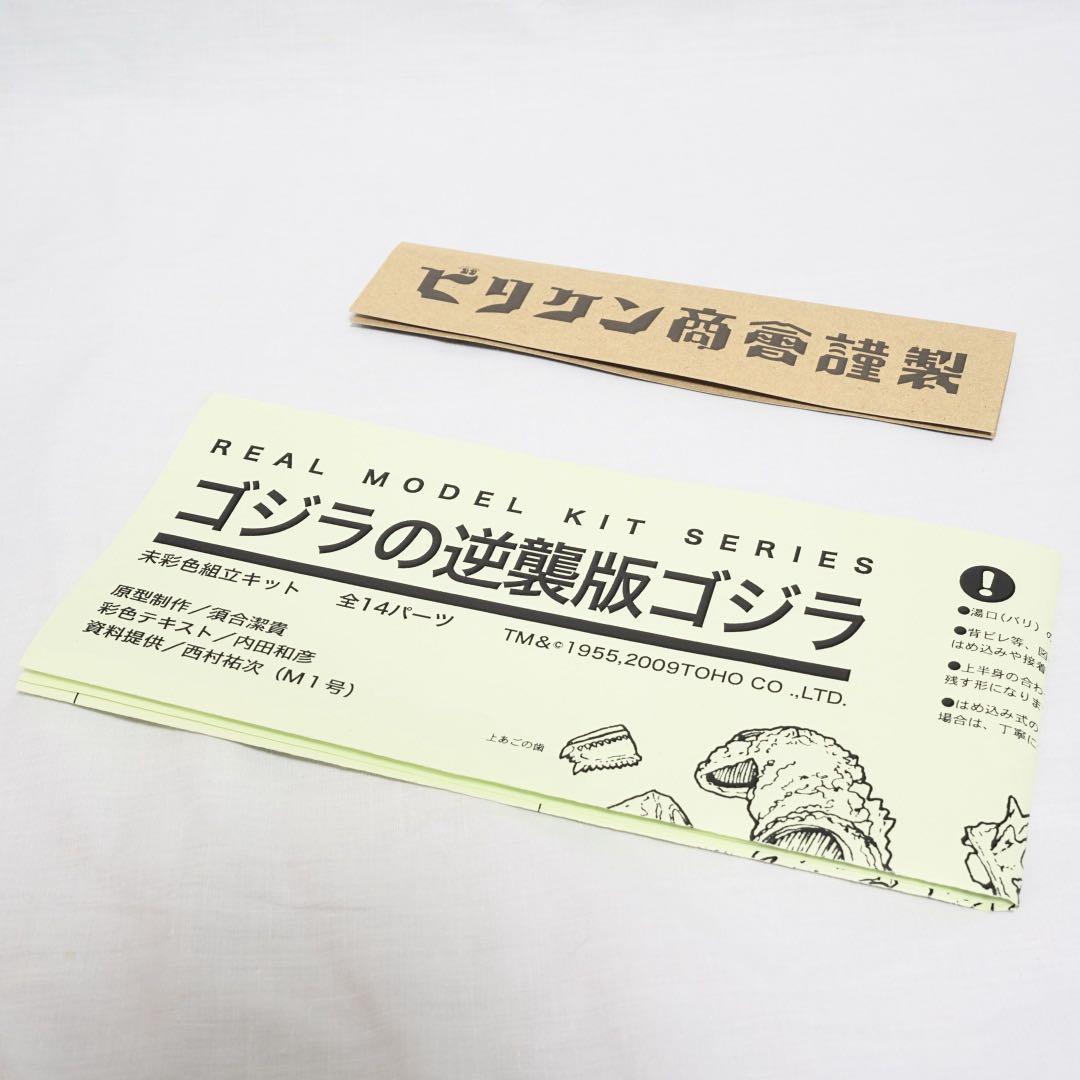 ビリケン商會謹製
REAL MODEL KIT SERIES
ゴジラの逆襲版ゴジラ
未彩色組立キット 全14パーツ TM&©1955,2009TOHO CO .,LTD.
原型制作／須合潔貴
彩色テキスト／内田和彦
資料提供／西村祐次（M1号）
!
●湯口(バリ)
●背ビレ等、
はめ込みや接着
●上半身の合わ
残す形になりま
●はめ込み式の
場合は、丁寧に
上あごの歯